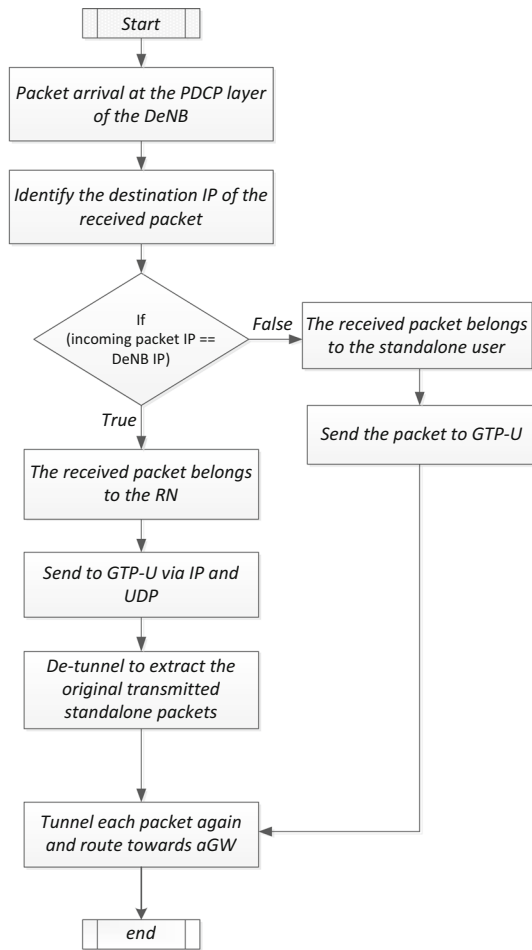 Start
Packet arrival at the PDCP layer
of the DeNB
Identify the destination IP of the
received packet
If
(incoming packet IP ==
DeNB IP)
False
The received packet belongs
to the standalone user
True
Send the packet to GTP-U
The received packet belongs
to the RN
Send to GTP-U via IP and
UDP
De-tunnel to extract the
original transmitted
standalone packets
Tunnel each packet again
and route towards aGW
end